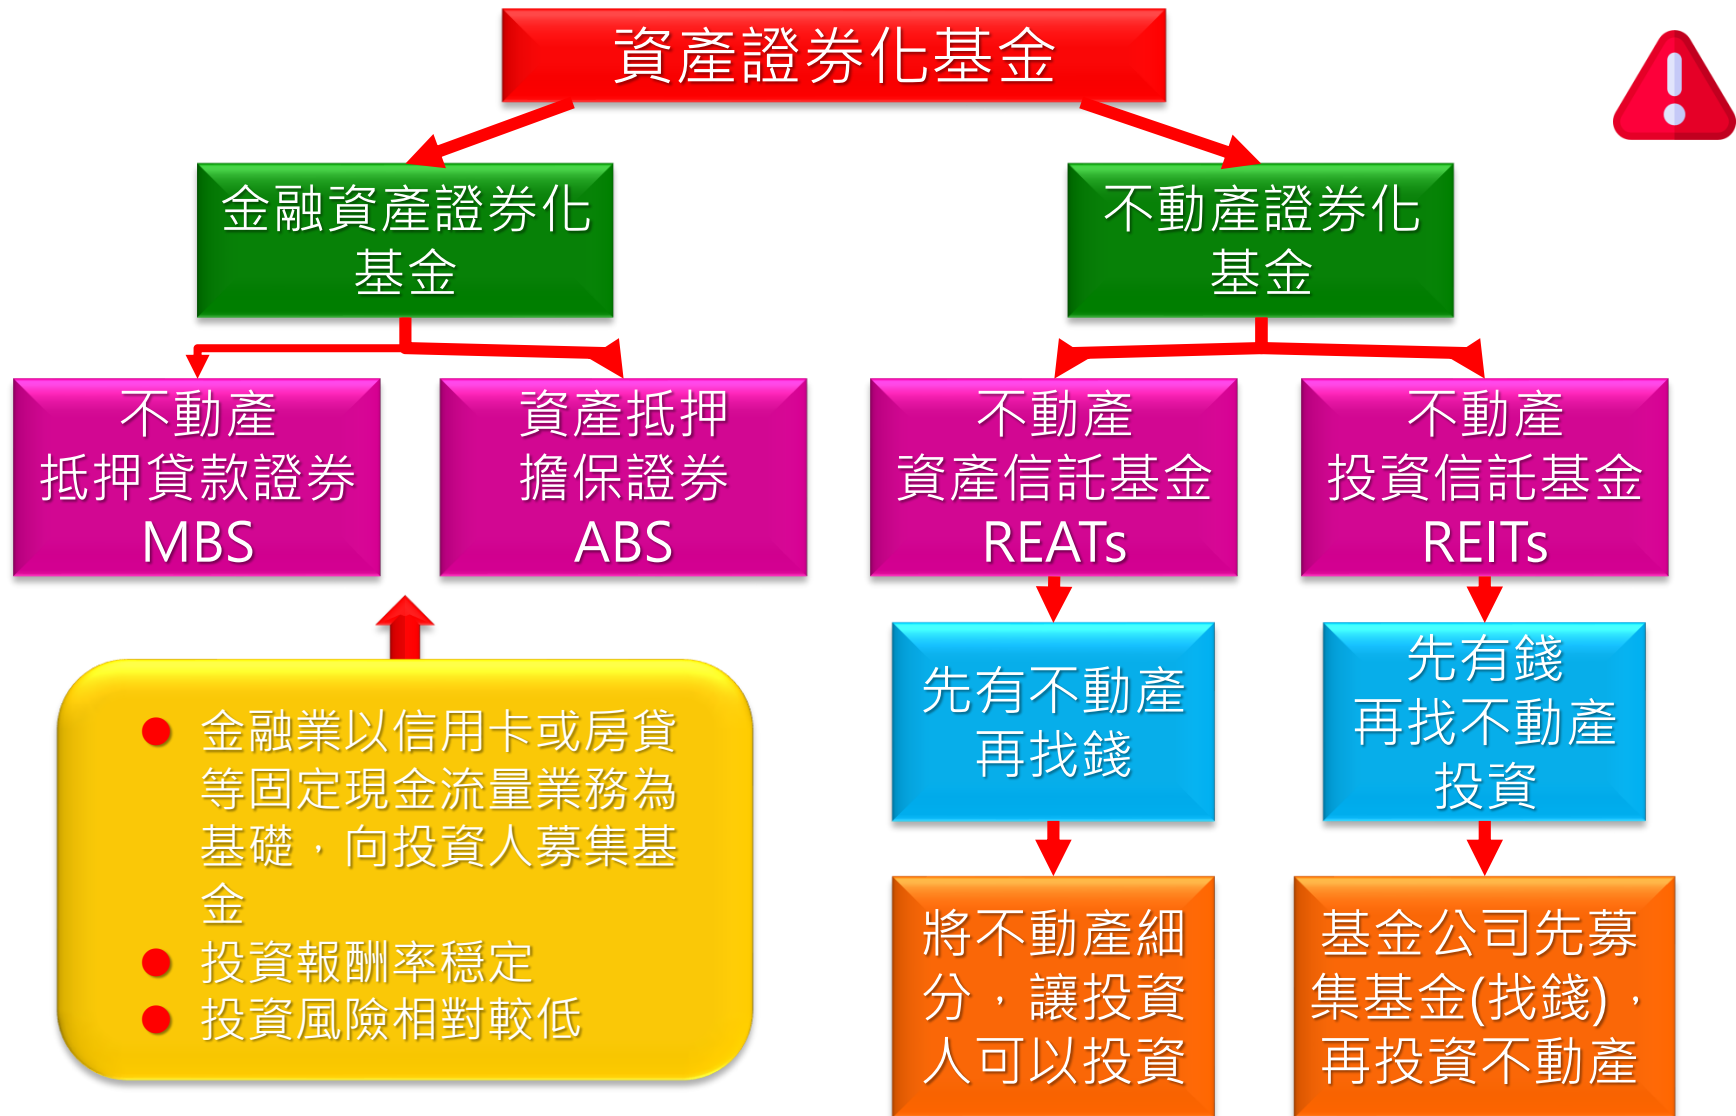 資產證券化基金
金融資產證券化
基金
不動產證券化
基金
不動產
抵押貸款證券
MBS
資產抵押
擔保證券
ABS
不動產
資產信託基金
REATs
不動產
投資信託基金
REITs
先有不動產
再找錢
先有錢
再找不動產
投資
金融業以信用卡或房貸
等固定現金流量業務為
基礎，向投資人募集基
金
投資報酬率穩定
投資風險相對較低
將不動產細
分，讓投資
人可以投資
基金公司先募
集基金(找錢)，
再投資不動產